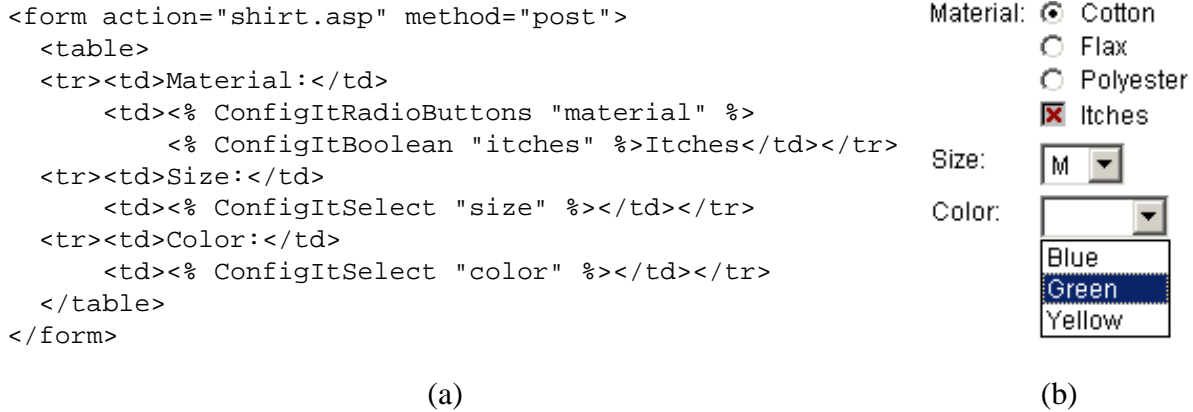 <form action="shirt.asp" method="post">
  <table>
  <tr><td>Material:</td>
      <td><% ConfigItRadioButtons "material" %>
          <% ConfigItBoolean "itches" %>Itches</td></tr>
  <tr><td>Size:</td>
      <td><% ConfigItSelect "size" %></td></tr>
  <tr><td>Color:</td>
      <td><% ConfigItSelect "color" %></td></tr>
  </table>
</form>
(a)
Material: Cotton
Flax
Polyester
Itches
Size: M
Color:
Blue
Green
Yellow
(b)